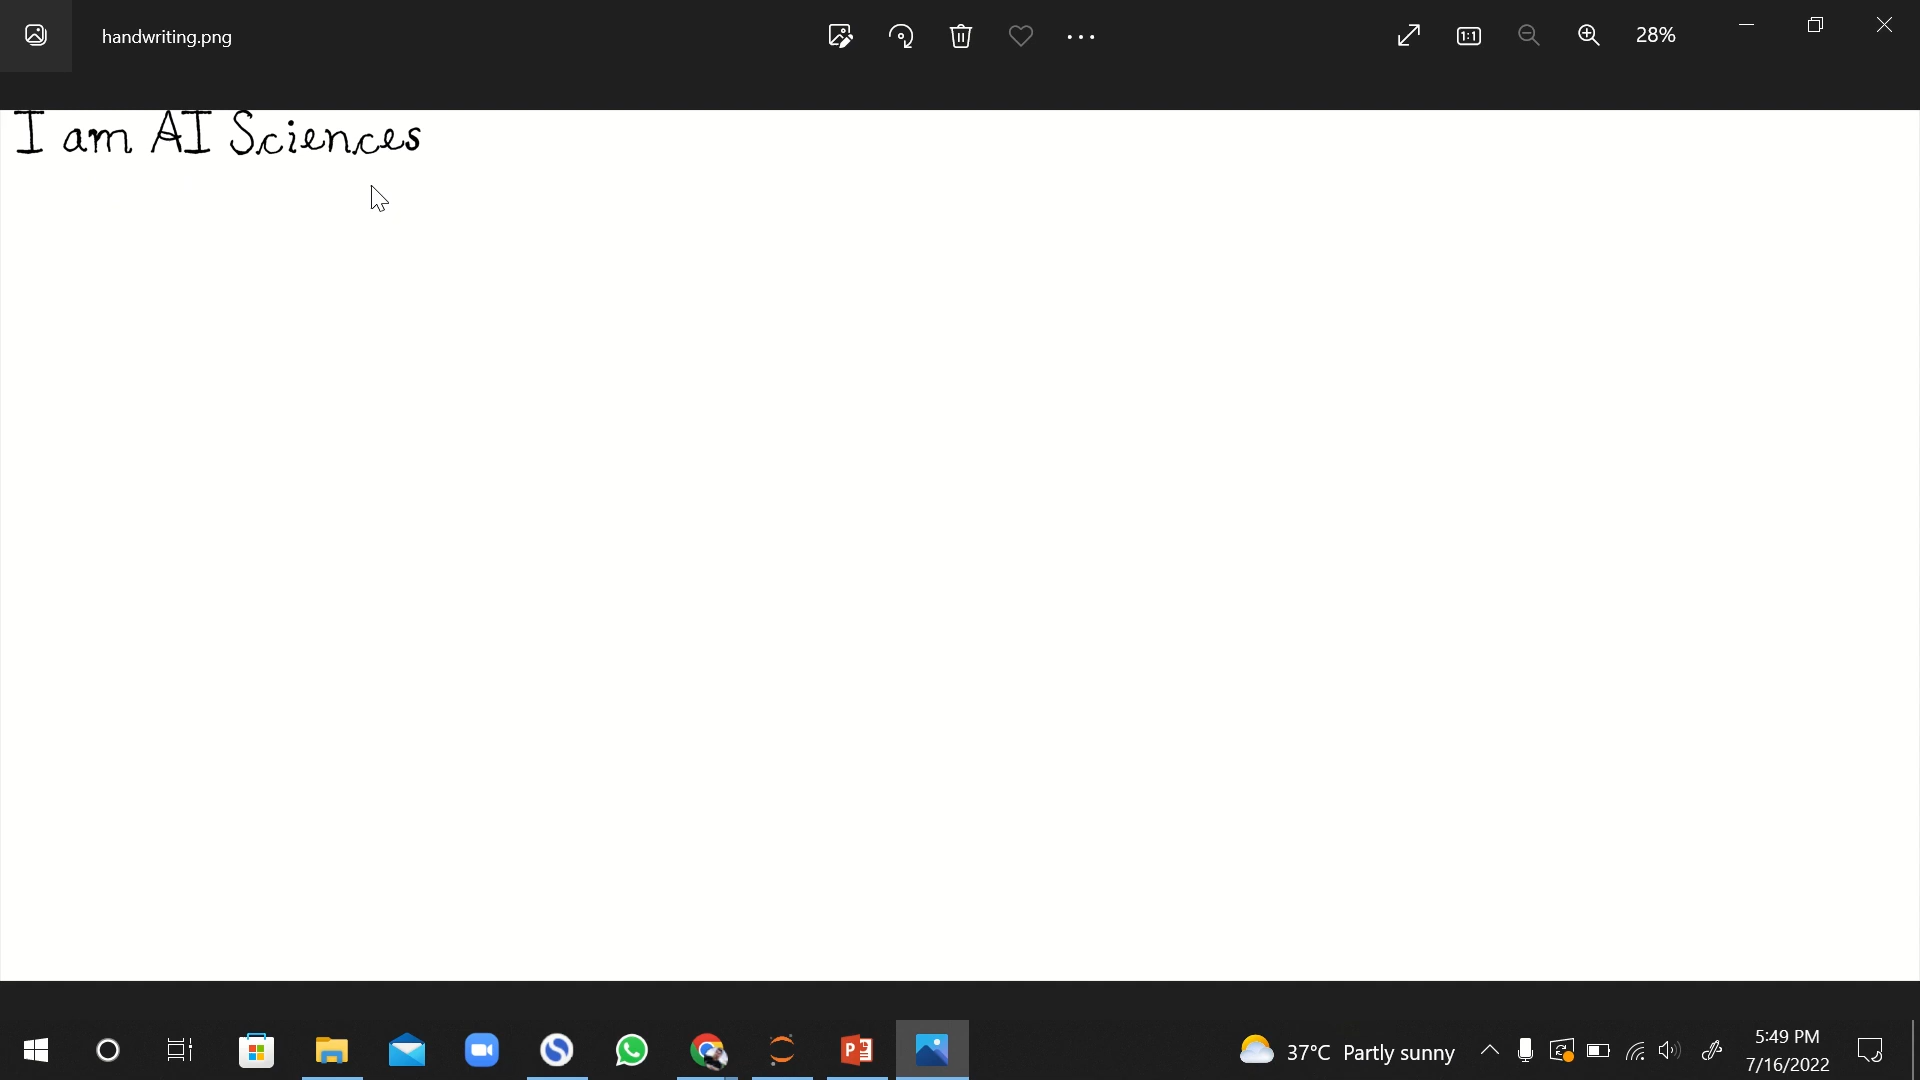 handwriting.png
28%
I am AI Sciences
37°C Partly sunny
5:49 PM
7/16/2022